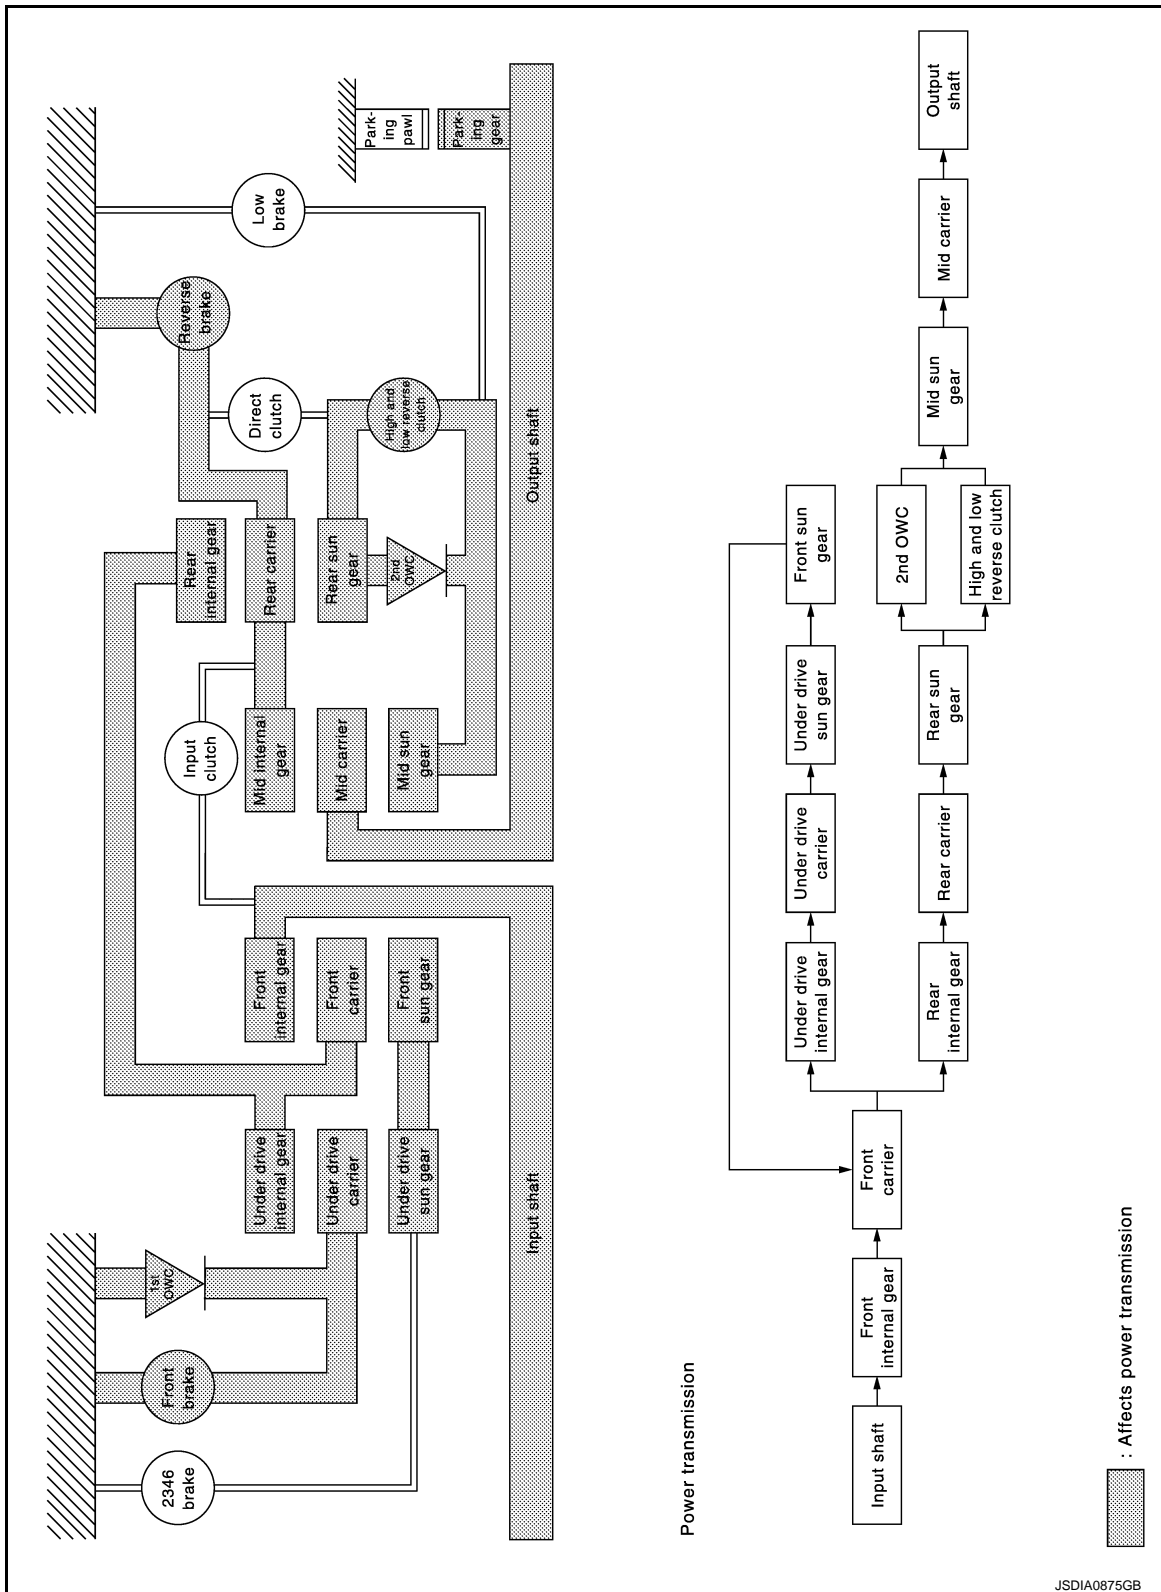 Park-
ing
pawl
Park-
ing
gear
Low
brake
Reverse
brake
Direct
clutch
High and
low reverse
clutch
Output shaft
Rear
internal gear
Rear carrier
Rear sun
gear
2nd
OWC
Input
clutch
Mid internal
gear
Mid carrier
Mid sun
gear
Front
internal gear
Front
carrier
Front
sun gear
Under drive
internal gear
Under drive
carrier
Under drive
sun gear
Input shaft
1st
OWC
Front
brake
2346
brake
Power transmission
Input shaft
Front
internal gear
Front
carrier
Under drive
internal gear
Under drive
carrier
Under drive
sun gear
Front sun
gear
Rear
internal gear
Rear carrier
Rear sun
gear
2nd OWC
High and low
reverse clutch
Mid sun
gear
Mid carrier
Output
shaft
: Affects power transmission
JSDIA0875GB